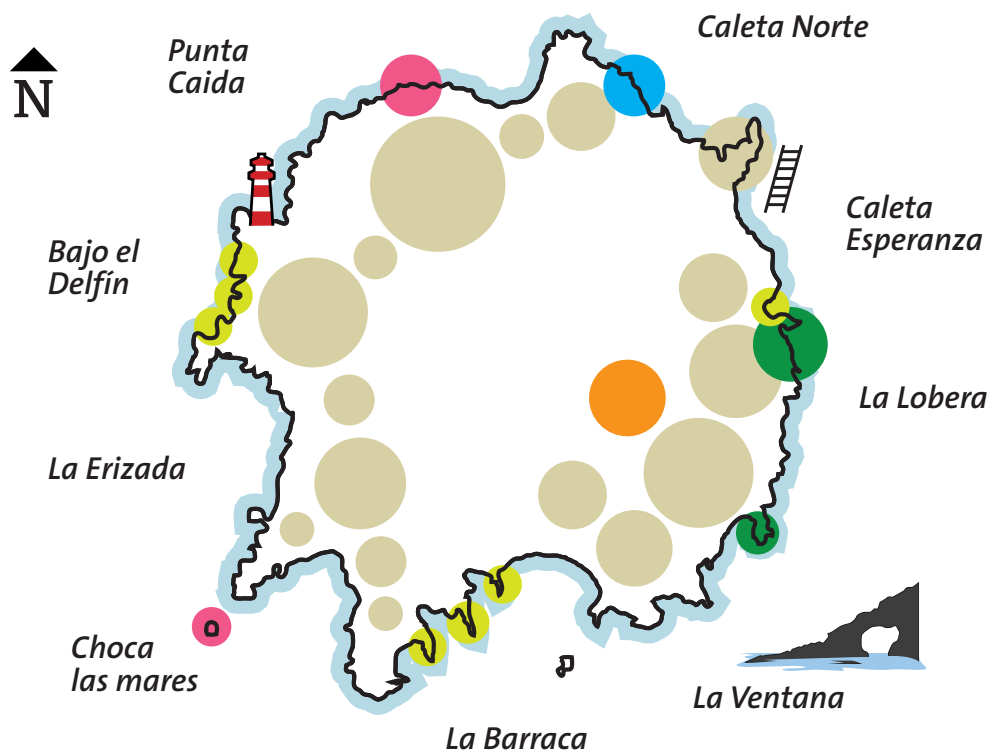 Caleta Norte
Punta
Caida
N
Caleta
Esperanza
Bajo el
Delfín
La Lobera
La Erizada
Choca
las mares
La Ventana
La Barraca